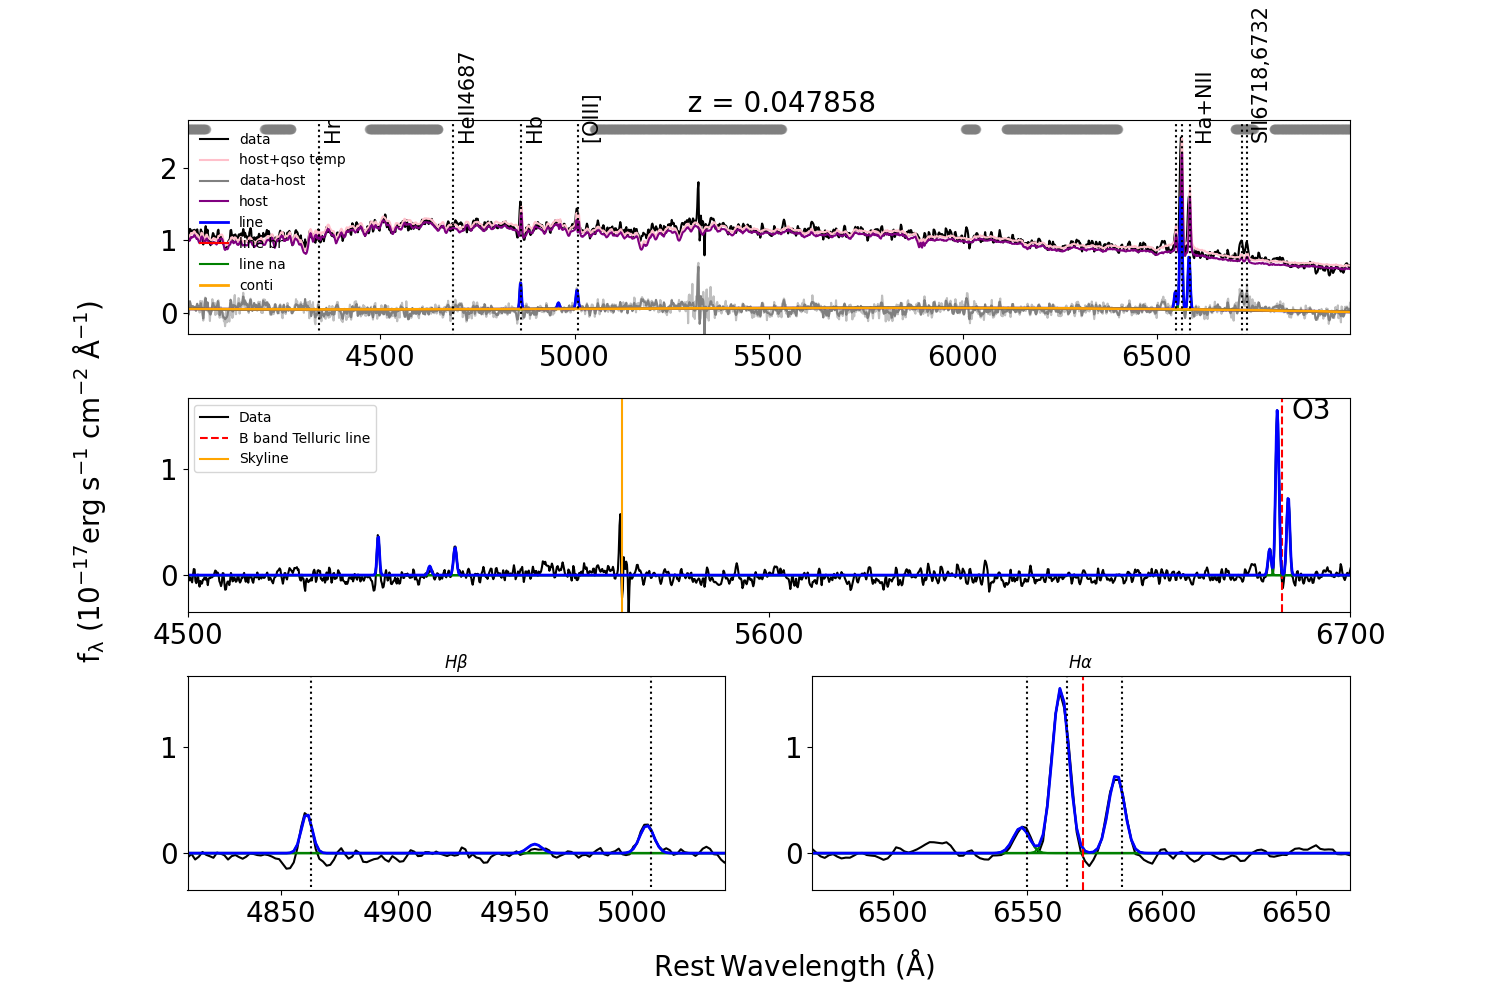 z = 0.047858
Hr
HeII4687
Hb
[OIII]
Ha+NII
SII6718,6732
data
host+qso temp
data-host
host
line
line br
line na
conti
2
1
0
4500 5000 5500 6000 6500
Data
B band Telluric line
Skyline
O3
1
0
4500 5600 6700
fλ (10⁻¹⁷erg s⁻¹ cm⁻² Å⁻¹)
Hβ
1
0
4850 4900 4950 5000
Hα
1
0
6500 6550 6600 6650
Rest Wavelength (Å)